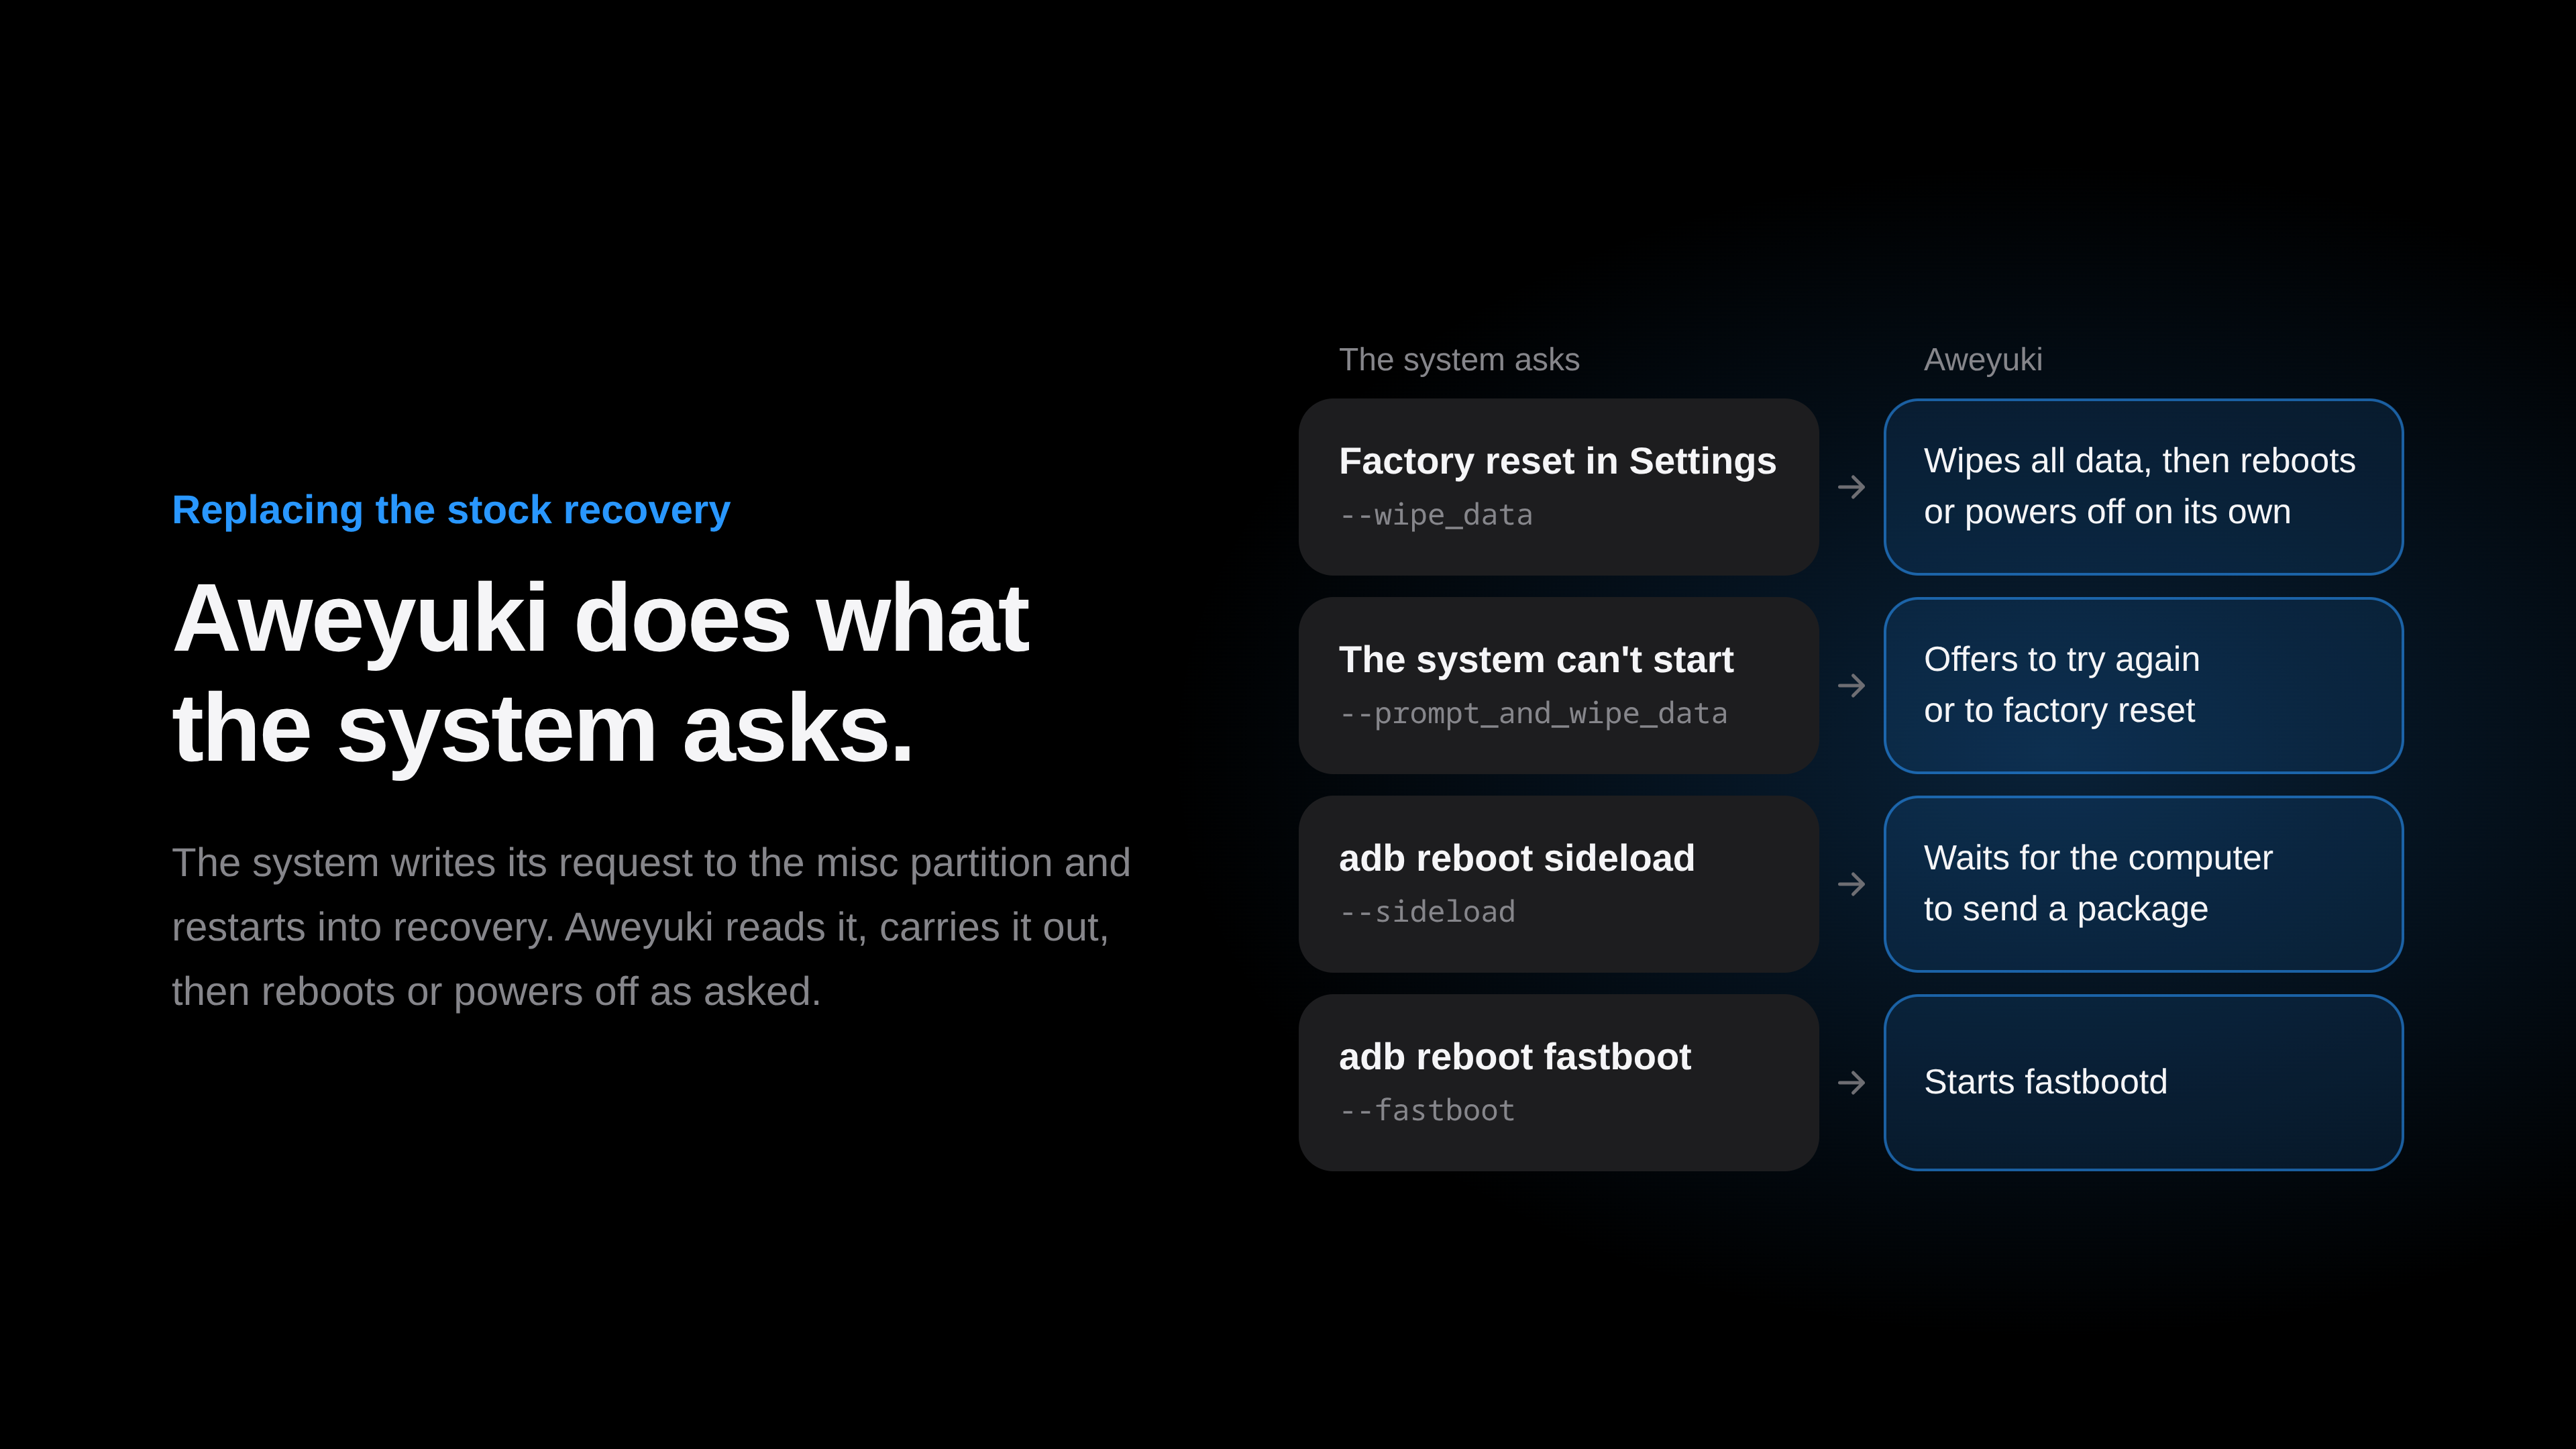 Replacing the stock recovery
Aweyuki does what
the system asks.
The system writes its request to the misc partition and
restarts into recovery. Aweyuki reads it, carries it out,
then reboots or powers off as asked.
The system asks
Aweyuki
Factory reset in Settings
--wipe_data
Wipes all data, then reboots
or powers off on its own
The system can't start
--prompt_and_wipe_data
Offers to try again
or to factory reset
adb reboot sideload
--sideload
Waits for the computer
to send a package
adb reboot fastboot
--fastboot
Starts fastbootd